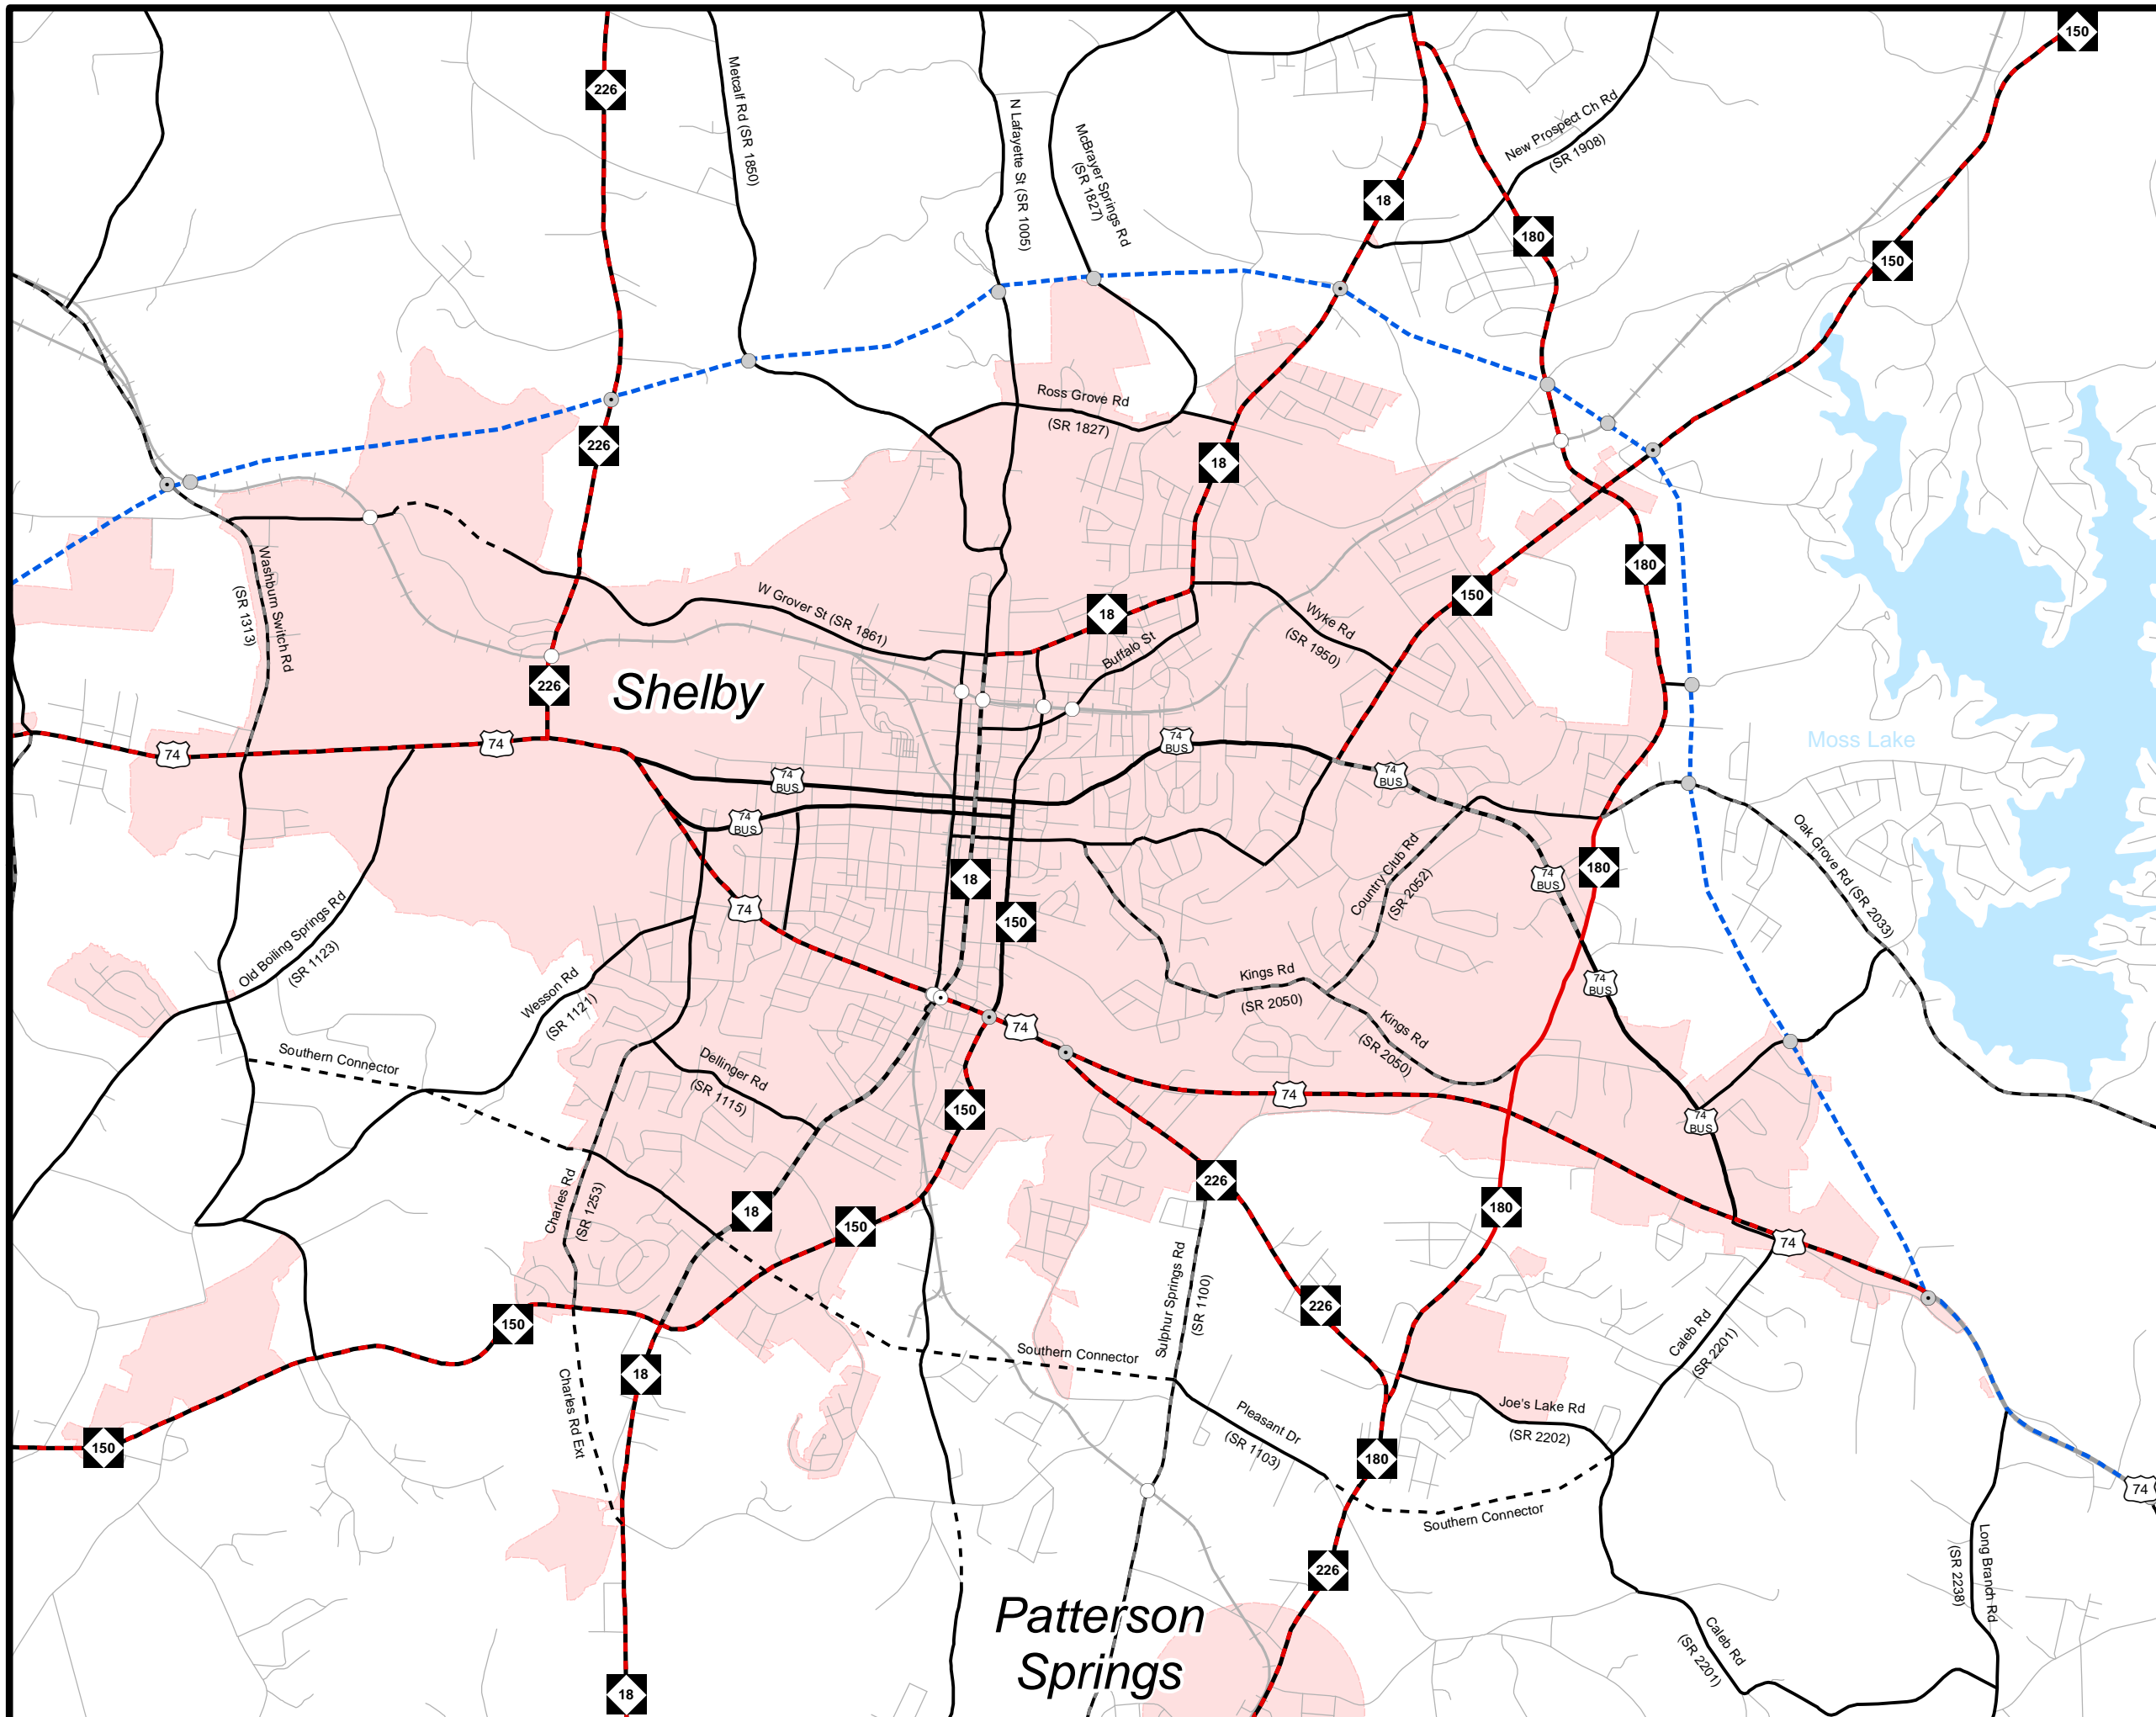 150
226
Metcalf Rd (SR 1850)
N Lafayette St (SR 1005)
McBrayer Springs Rd
(SR 1827)
New Prospect Ch Rd
(SR 1908)
18
180
150
Ross Grove Rd
(SR 1827)
226
18
180
150
Washburn Switch Rd
(SR 1313)
W Grover St (SR 1861)
18
Buffalo St
Wyke Rd
(SR 1950)
226
Shelby
Moss Lake
74
74
74
BUS
74
BUS
74
BUS
74
BUS
Oak Grove Rd (SR 2033)
Country Club Rd
(SR 2052)
74
BUS
180
18
74
150
Old Boiling Springs Rd
(SR 1123)
Wesson Rd
(SR 1121)
Kings Rd
(SR 2050)
74
BUS
74
Kings Rd
(SR 2050)
Southern Connector
Dellinger Rd
(SR 1115)
150
74
74
BUS
226
Charles Rd
(SR 1253)
18
150
180
74
Sulphur Springs Rd
(SR 1100)
150
226
Caleb Rd
(SR 2201)
18
Southern Connector
Charles Rd Ext
Pleasant Dr
(SR 1103)
Joe's Lake Rd
(SR 2202)
150
180
74
Southern Connector
226
Long Branch Rd
(SR 2238)
Patterson
Springs
Caleb Rd
(SR 2201)
18